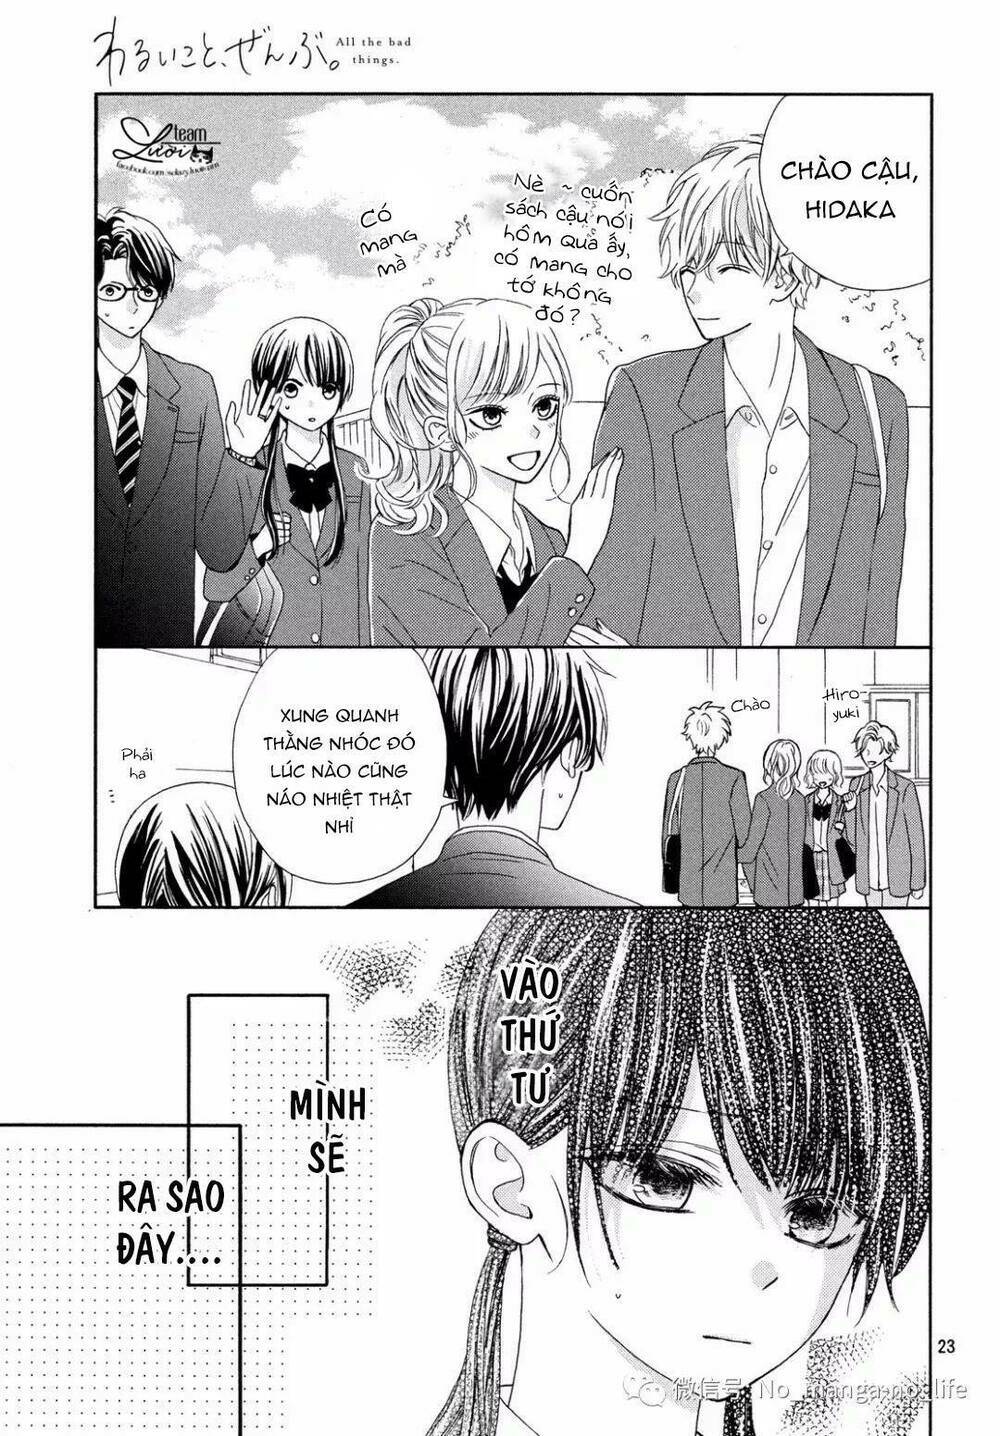 わるいこと、ぜんぶ。
All the bad
things.
team
Lười
CHÀO CẬU,
HIDAKA
Nè ~ cuốn
sách cậu nói
hôm qua ấy,
có mang cho
tớ không
đó?
Có
mang
mà
Hiro-
yuki
Chào
XUNG QUANH
THẰNG NHÓC ĐÓ
LÚC NÀO CŨNG
NÁO NHIỆT THẬT
NHỈ
Phải
ha
VÀO
THỨ
TƯ
MÌNH
SẼ
RA SAO
ĐÂY....
23
微信号: No_manga-no_life